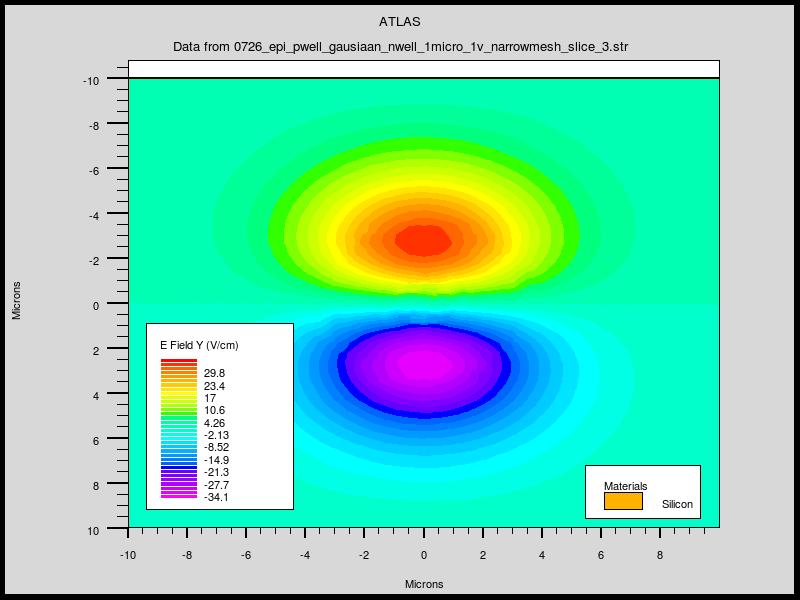 ATLAS
Data from 0726_epi_pwell_gausiaan_nwell_1micro_1v_narrowmesh_slice_3.str
-10
-8
-6
-4
-2
0
2
4
6
8
10
Microns
E Field Y (V/cm)
29.8
23.4
17
10.6
4.26
-2.13
-8.52
-14.9
-21.3
-27.7
-34.1
Materials
Silicon
-10 -8 -6 -4 -2 0 2 4 6 8
Microns